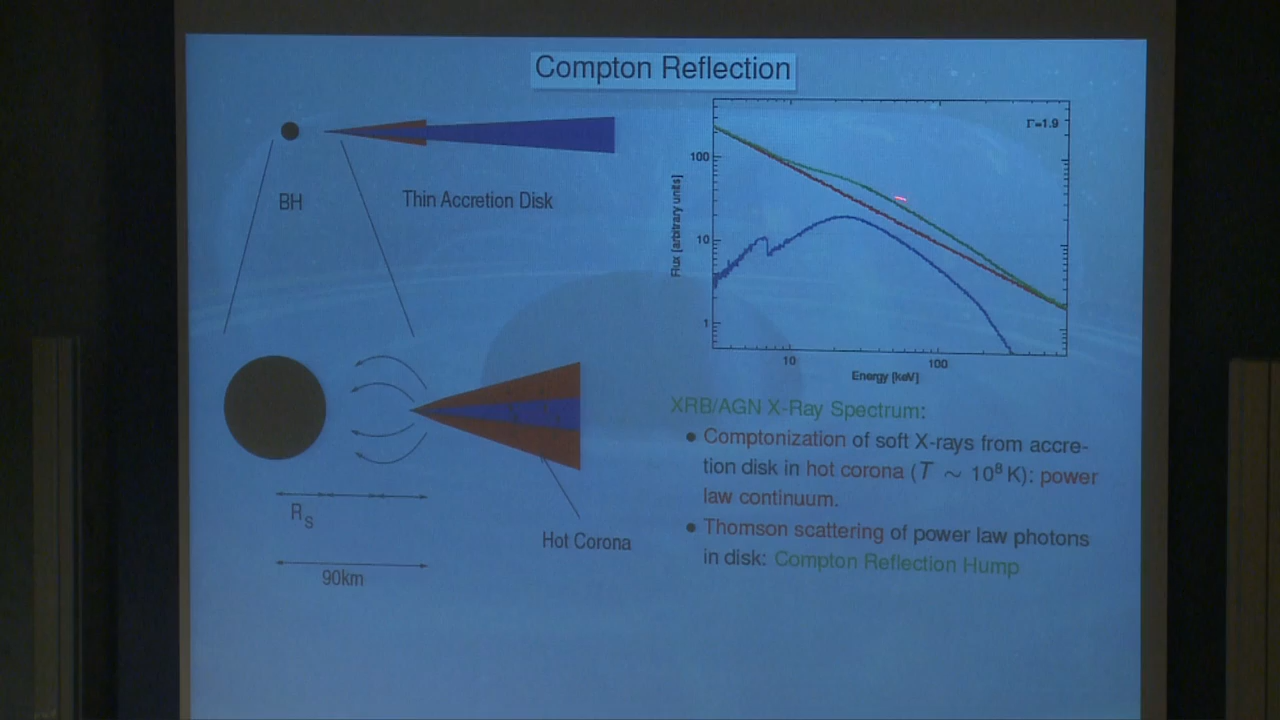 Compton Reflection
BH
Thin Accretion Disk
R_S
90km
Hot Corona
Γ=1.9
100
10
1
Flux [arbitrary units]
10
100
Energy [keV]
XRB/AGN X-Ray Spectrum:
• Comptonization of soft X-rays from accre-
tion disk in hot corona (T ∼ 10⁸ K): power
law continuum.
• Thomson scattering of power law photons
in disk: Compton Reflection Hump